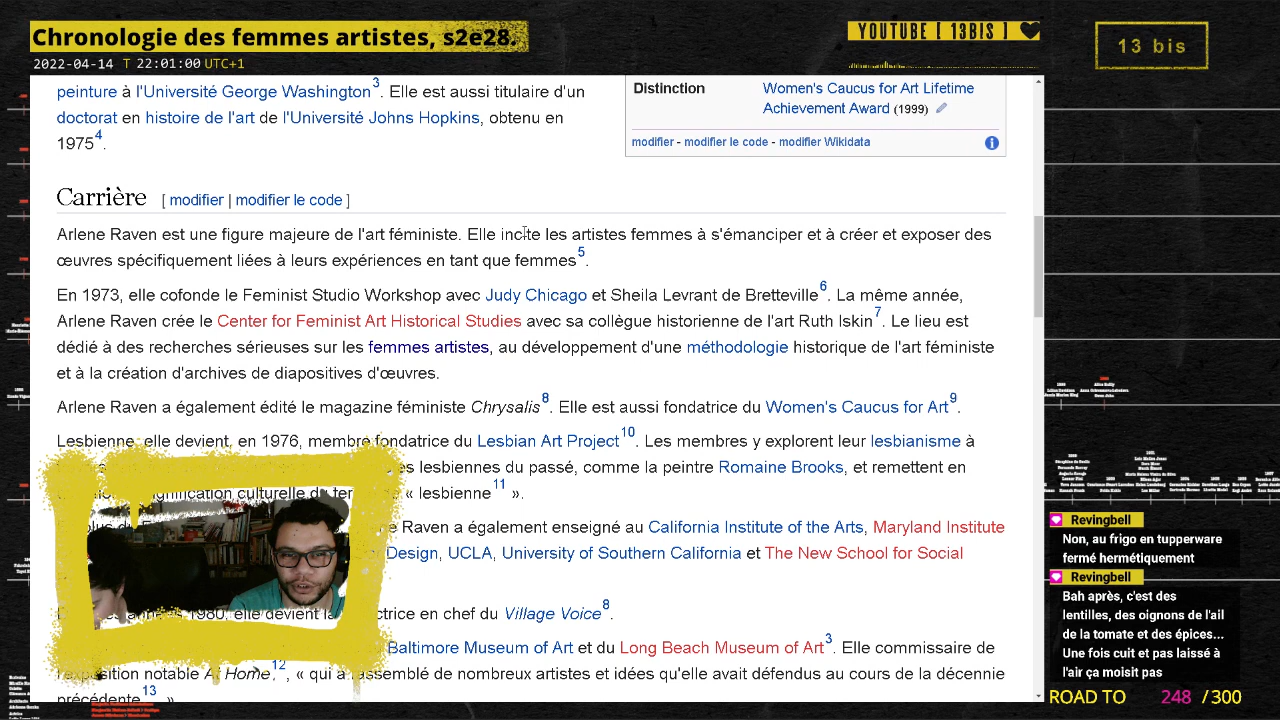 Chronologie des femmes artistes, s2e28.
2022-04-14 T 22:01:00 UTC+1
YOUTUBE [ 13BIS ]
13 bis
peinture à l'Université George Washington3. Elle est aussi titulaire d'un
doctorat en histoire de l'art de l'Université Johns Hopkins, obtenu en
19754.
Distinction Women's Caucus for Art Lifetime
Achievement Award (1999)
modifier - modifier le code - modifier Wikidata
Carrière [ modifier | modifier le code ]
Arlene Raven est une figure majeure de l'art féministe. Elle incite les artistes femmes à s'émanciper et à créer et exposer des
œuvres spécifiquement liées à leurs expériences en tant que femmes5.
En 1973, elle cofonde le Feminist Studio Workshop avec Judy Chicago et Sheila Levrant de Bretteville6. La même année,
Arlene Raven crée le Center for Feminist Art Historical Studies avec sa collègue historienne de l'art Ruth Iskin7. Le lieu est
dédié à des recherches sérieuses sur les femmes artistes, au développement d'une méthodologie historique de l'art féministe
et à la création d'archives de diapositives d'œuvres.
Arlene Raven a également édité le magazine féministe Chrysalis8. Elle est aussi fondatrice du Women's Caucus for Art9.
Lesbienne, elle devient, en 1976, membre fondatrice du Lesbian Art Project10. Les membres y explorent leur lesbianisme à
es lesbiennes du passé, comme la peintre Romaine Brooks, et remettent en
signification culturelle du ter « lesbienne11 ».
e Raven a également enseigné au California Institute of the Arts, Maryland Institute
Design, UCLA, University of Southern California et The New School for Social
1980, elle devient la ctrice en chef du Village Voice8.
Baltimore Museum of Art et du Long Beach Museum of Art3. Elle commissaire de
l'exposition notable At Home,12, « qui a rassemblé de nombreux artistes et idées qu'elle avait défendus au cours de la décennie
précédente13 ».
Revingbell
Non, au frigo en tupperware
fermé hermétiquement
Revingbell
Bah après, c'est des
lentilles, des oignons de l'ail
de la tomate et des épices...
Une fois cuit et pas laissé à
l'air ça moisit pas
ROAD TO 248 / 300